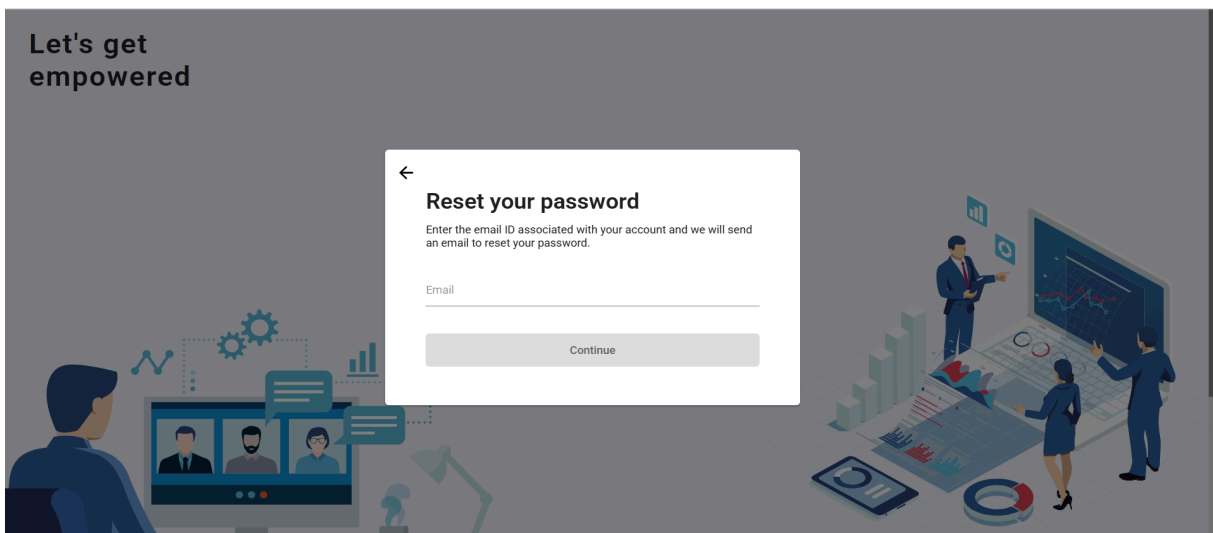 Let's get
empowered
Reset your password
Enter the email ID associated with your account and we will send
an email to reset your password.
Email
Continue